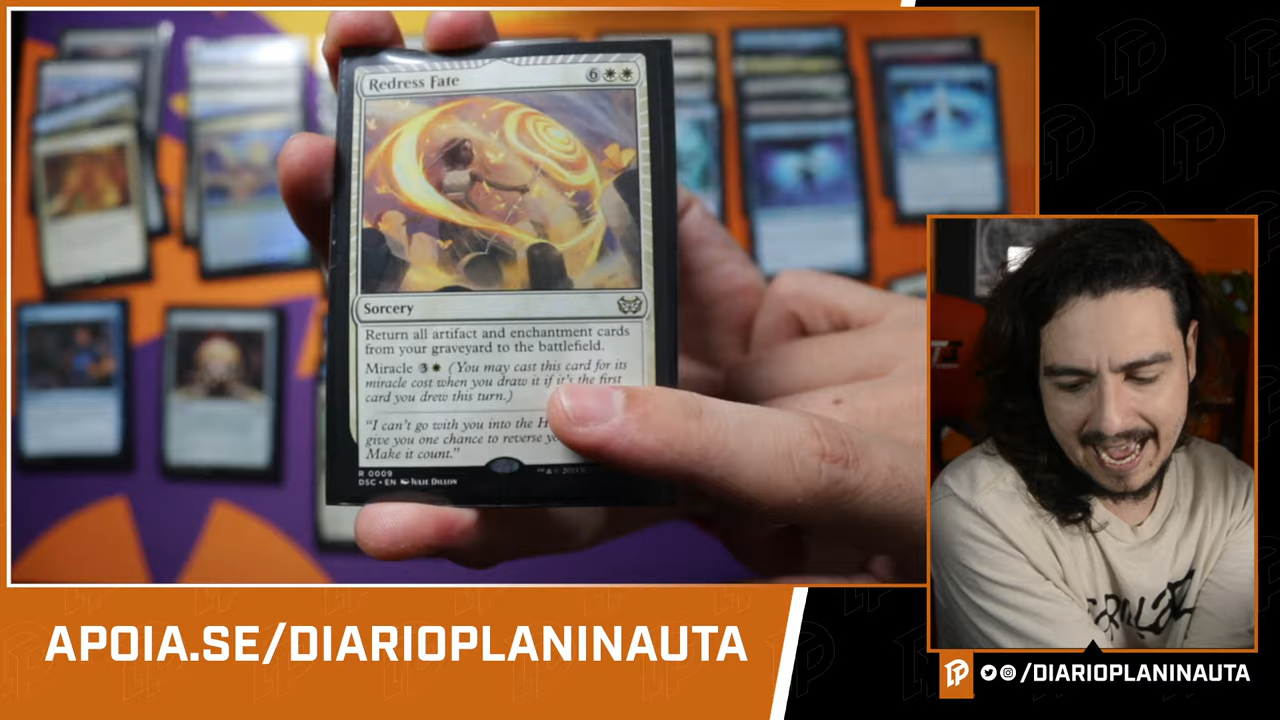 Redress Fate 6
Sorcery
Return all artifact and enchantment cards
from your graveyard to the battlefield.
Miracle 3 (You may cast this card for its
miracle cost when you draw it if it's the first
card you drew this turn.)
"I can't go with you into the H
give you one chance to reverse yo
Make it count."
R 0009
DSC • EN JULIE DILLON
APOIA.SE/DIARIOPLANINAUTA
/DIARIOPLANINAUTA